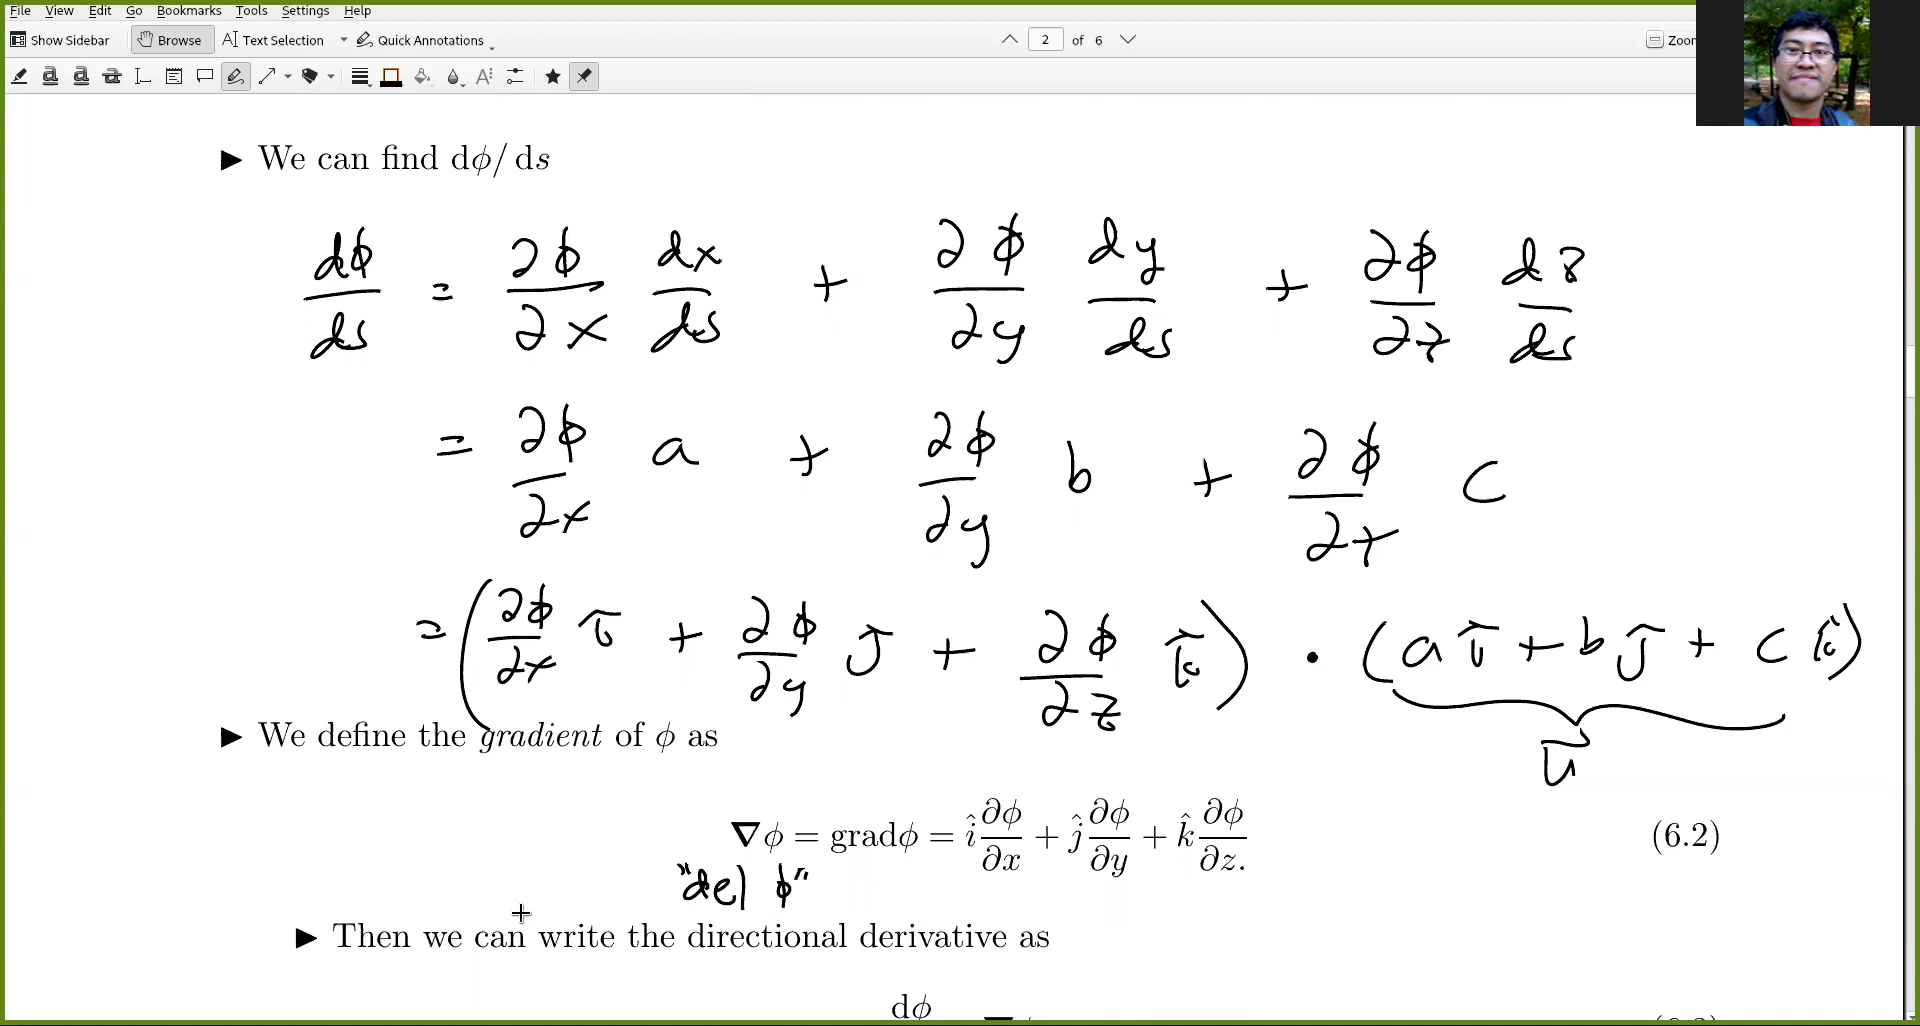 File View Edit Go Bookmarks Tools Settings Help
Show Sidebar Browse Text Selection Quick Annotations 2 of 6 Zoo
▶ We can find dϕ/ds
dϕ/ds = ∂ϕ/∂x dx/ds + ∂ϕ/∂y dy/ds + ∂ϕ/∂z dz/ds
= ∂ϕ/∂x a + ∂ϕ/∂y b + ∂ϕ/∂z c
= (∂ϕ/∂x î + ∂ϕ/∂y ĵ + ∂ϕ/∂z k̂) · (a î + b ĵ + c k̂)
▶ We define the gradient of ϕ as
û
∇ϕ = gradϕ = î ∂ϕ/∂x + ĵ ∂ϕ/∂y + k̂ ∂ϕ/∂z. (6.2)
"del ϕ"
▶ Then we can write the directional derivative as
dϕ